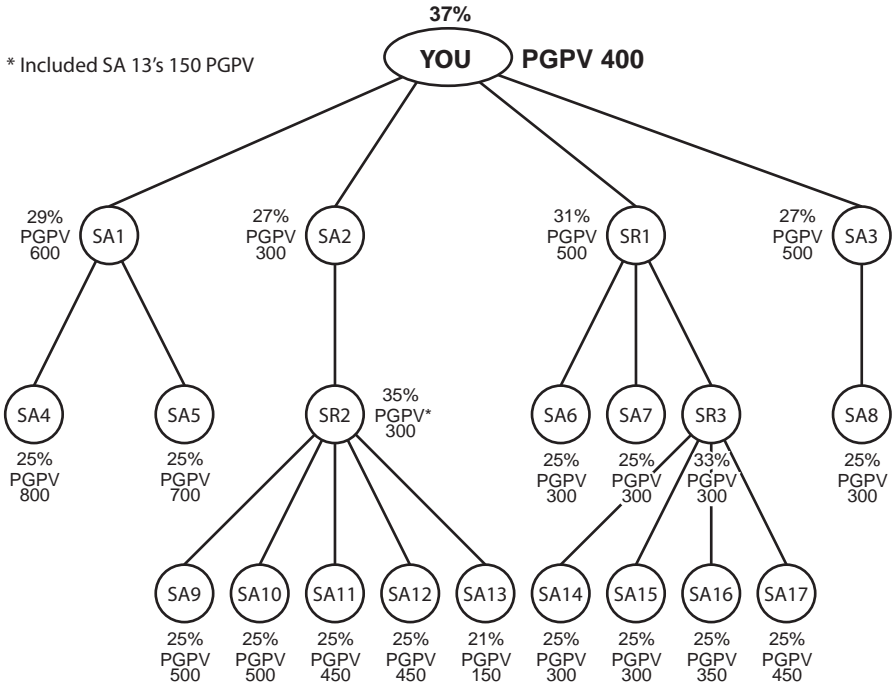 37%
* Included SA 13's 150 PGPV
YOU
PGPV 400
29%
PGPV
600
SA1
27%
PGPV
300
SA2
31%
PGPV
500
SR1
27%
PGPV
500
SA3
SA4
SA5
SR2
35%
PGPV*
300
SA6
SA7
SR3
SA8
25%
PGPV
800
25%
PGPV
700
25%
PGPV
300
25%
PGPV
300
33%
PGPV
300
25%
PGPV
300
SA9
SA10
SA11
SA12
SA13
SA14
SA15
SA16
SA17
25%
PGPV
500
25%
PGPV
500
25%
PGPV
450
25%
PGPV
450
21%
PGPV
150
25%
PGPV
300
25%
PGPV
300
25%
PGPV
350
25%
PGPV
450